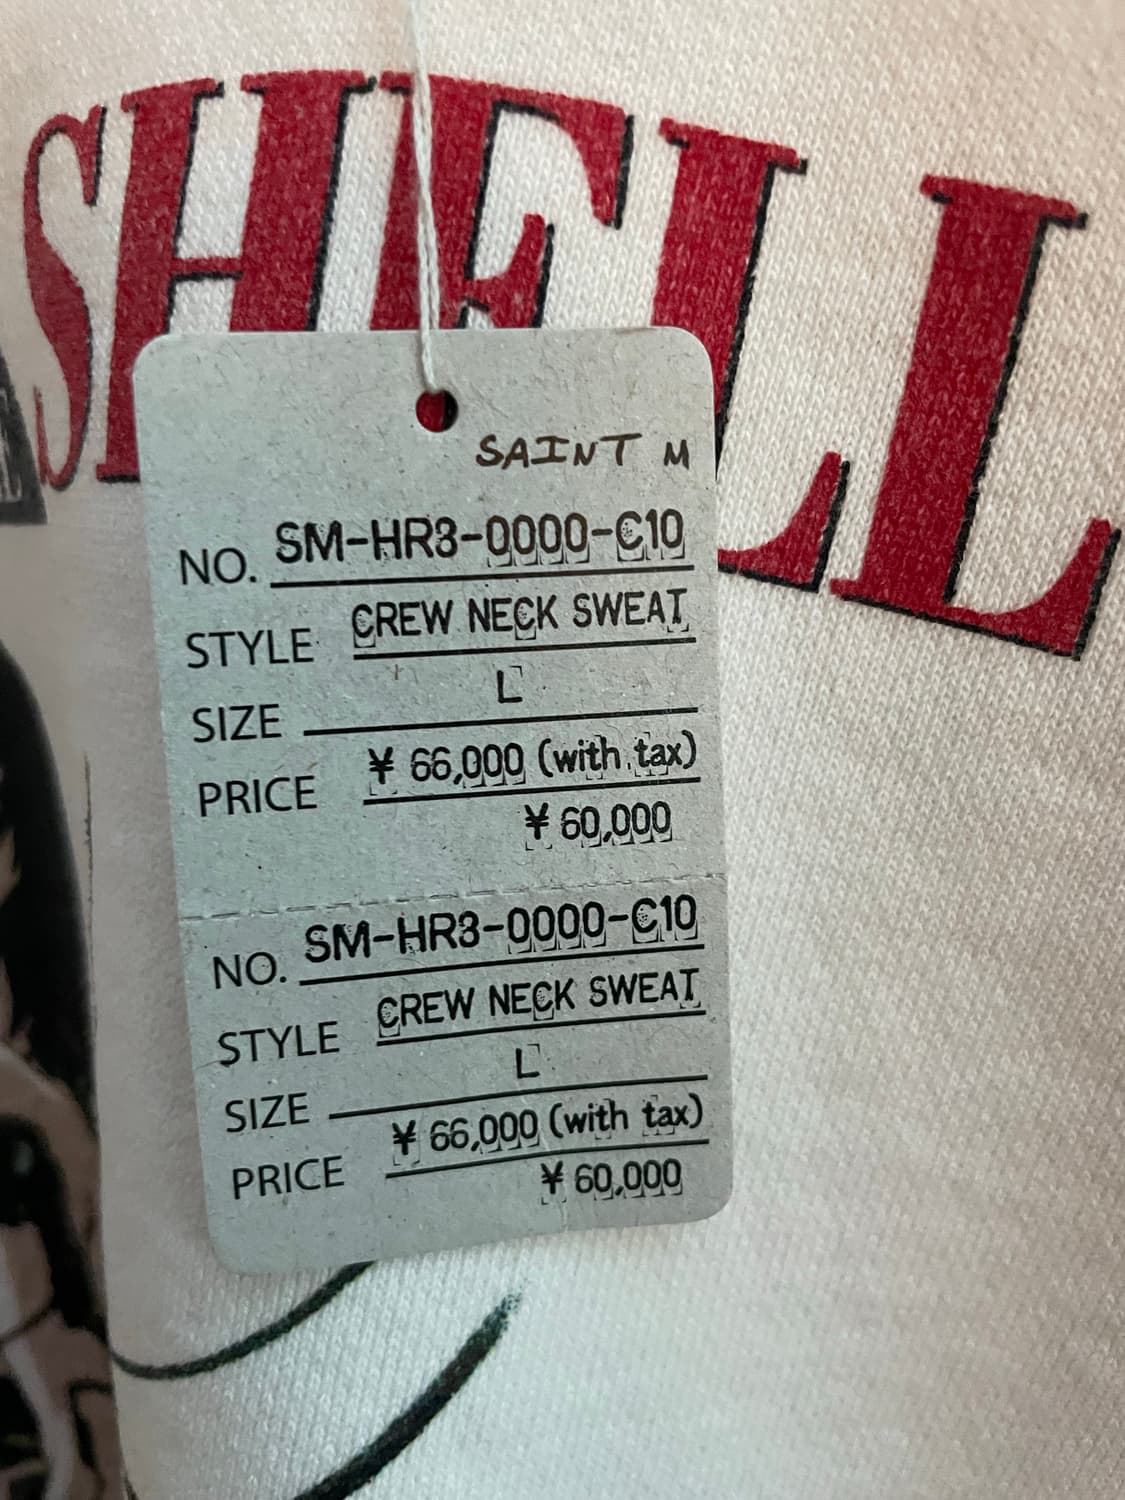 SHELL
SAINT M
NO. SM-HR3-0000-C10
STYLE CREW NECK SWEAT
SIZE L
PRICE ¥ 66,000 (with tax)
¥ 60,000
NO. SM-HR3-0000-C10
STYLE CREW NECK SWEAT
SIZE L
PRICE ¥ 66,000 (with tax)
¥ 60,000